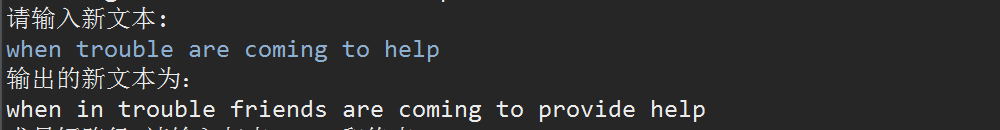 请输入新文本:
when trouble are coming to help
输出的新文本为:
when in trouble friends are coming to provide help